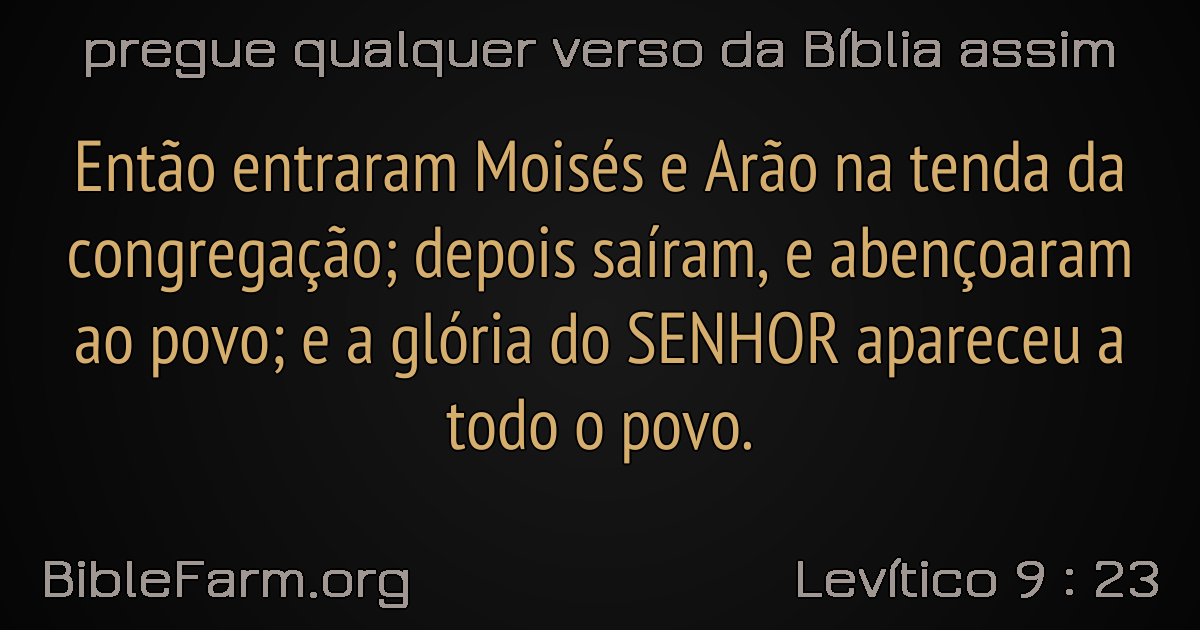 pregue qualquer verso da Bíblia assim
Então entraram Moisés e Arão na tenda da
congregação; depois saíram, e abençoaram
ao povo; e a glória do SENHOR apareceu a
todo o povo.
BibleFarm.org
Levítico 9 : 23